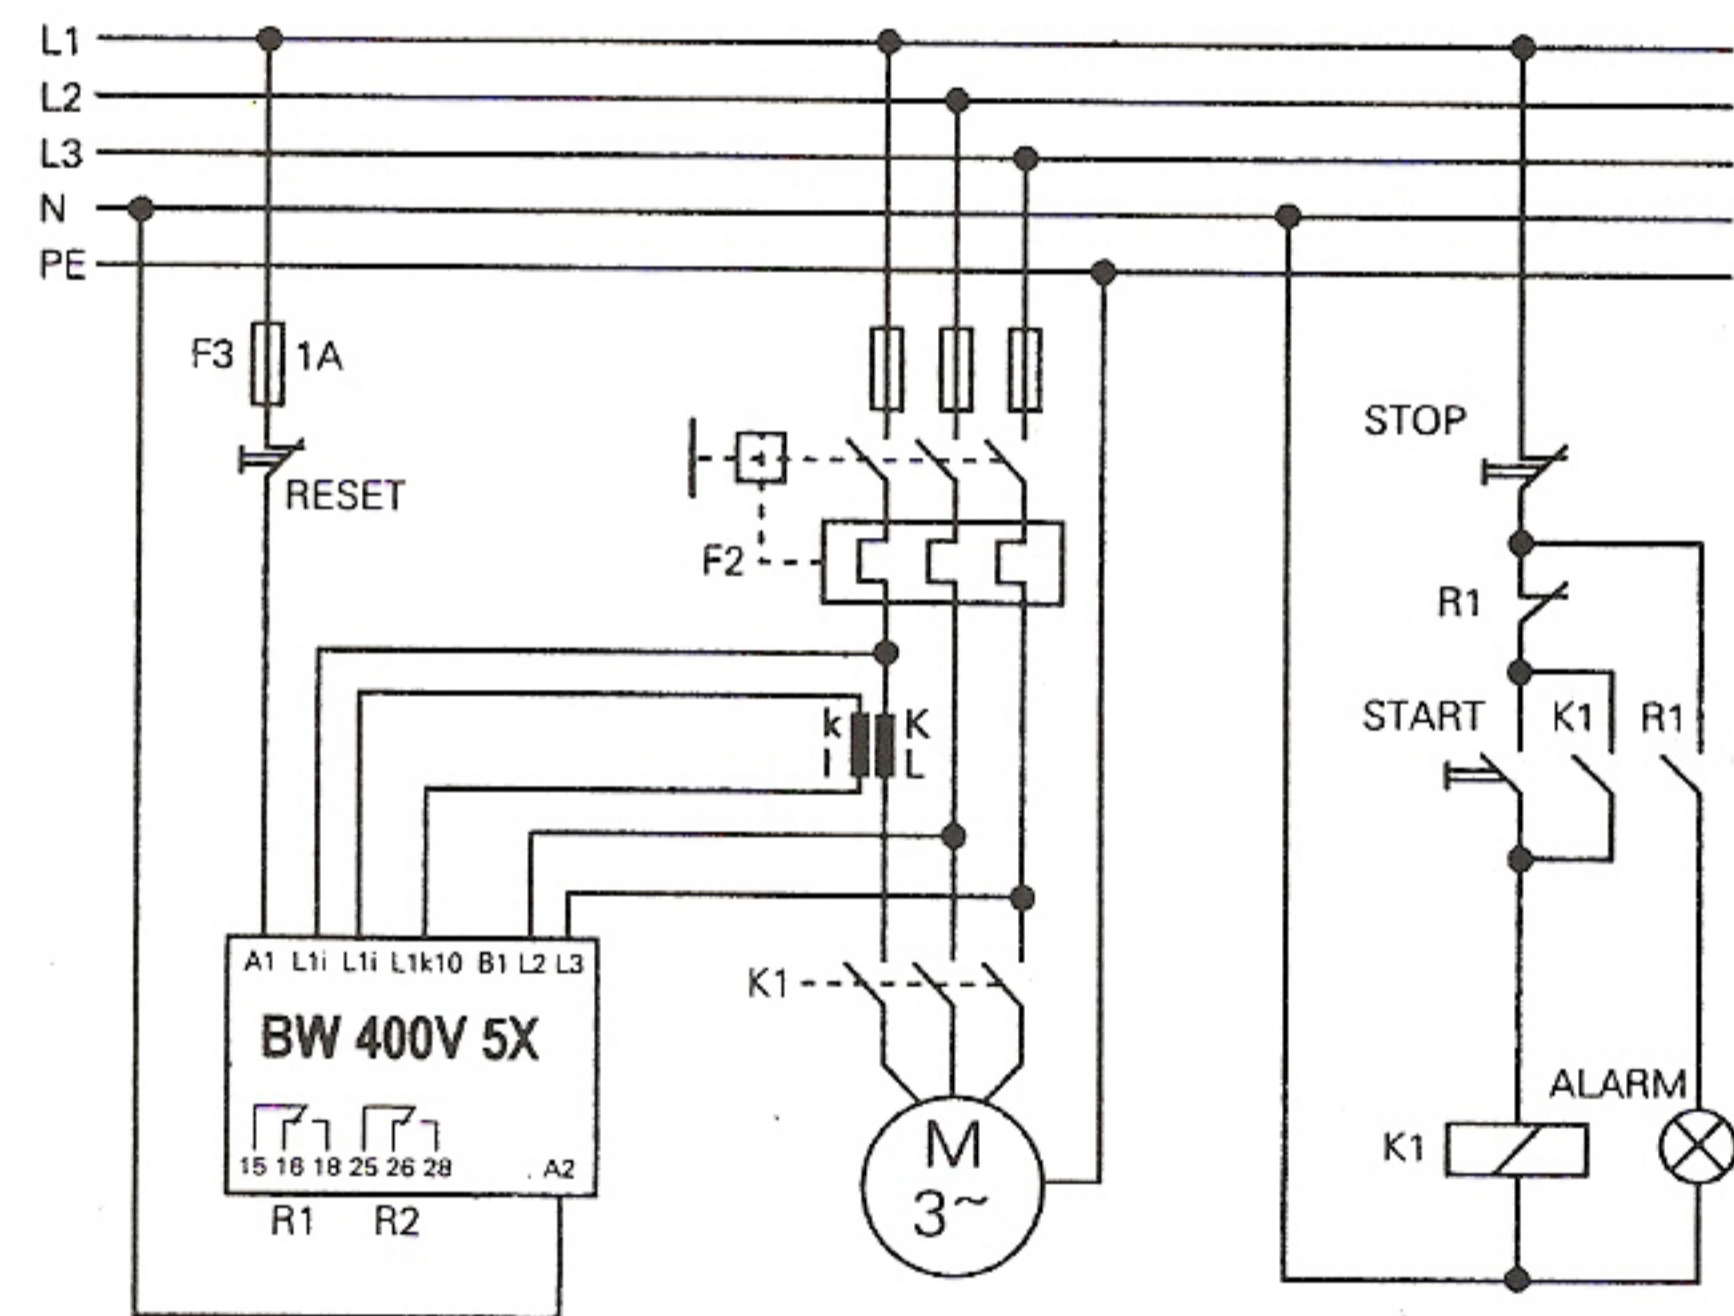 L1
L2
L3
N
PE
F3 1A
RESET
F2
k K
l L
A1 L1i L1i L1k10 B1 L2 L3
BW 400V 5X
15 16 18 25 26 28 A2
R1 R2
K1
M
3~
STOP
R1
START K1 R1
ALARM
K1